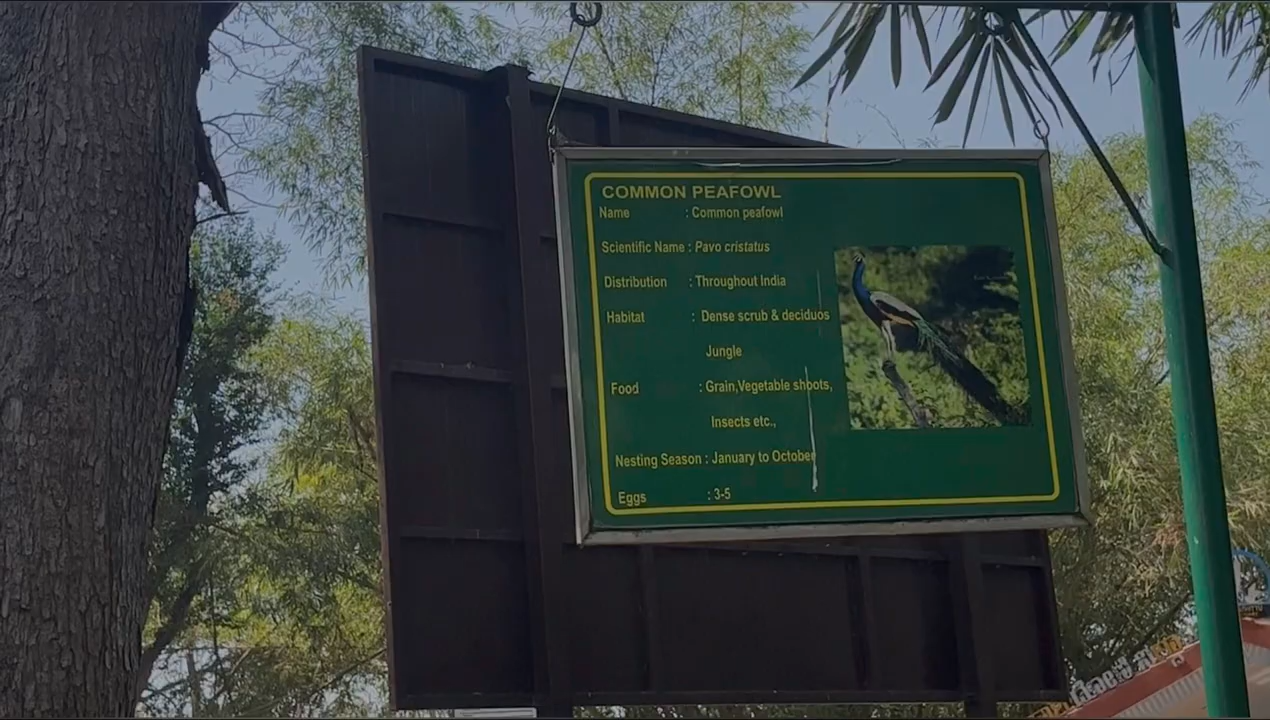 COMMON PEAFOWL
Name : Common peafowl
Scientific Name : Pavo cristatus
Distribution : Throughout India
Habitat : Dense scrub & deciduos
Jungle
Food : Grain,Vegetable shoots,
Insects etc.,
Nesting Season : January to October
Eggs : 3-5